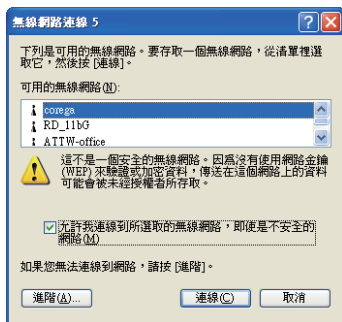 無線網路連線 5
下列是可用的無線網路。要存取一個無線網路，從清單裡選
取它，然後按 [連線]。
可用的無線網路(N):
corega
RD_11bG
ATTW-office
這不是一個安全的無線網路。因為沒有使用網路金鑰
(WEP) 來驗證或加密資料，傳送在這個網路上的資料
可能會被未經授權者所存取。
允許我連線到所選取的無線網路，即使是不安全的
網路(M)
如果您無法連線到網路，請按 [進階]。
進階(A)...
連線(C)
取消